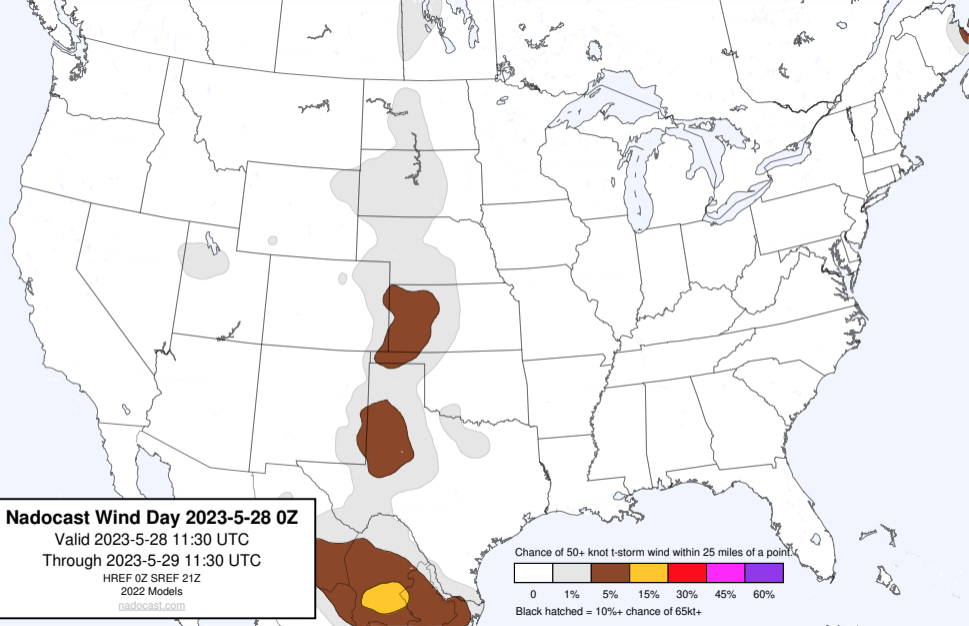 Nadocast Wind Day 2023-5-28 0Z
Valid 2023-5-28 11:30 UTC
Through 2023-5-29 11:30 UTC
HREF 0Z SREF 21Z
2022 Models
nadocast.com
Chance of 50+ knot t-storm wind within 25 miles of a point.
0 1% 5% 15% 30% 45% 60%
Black hatched = 10%+ chance of 65kt+